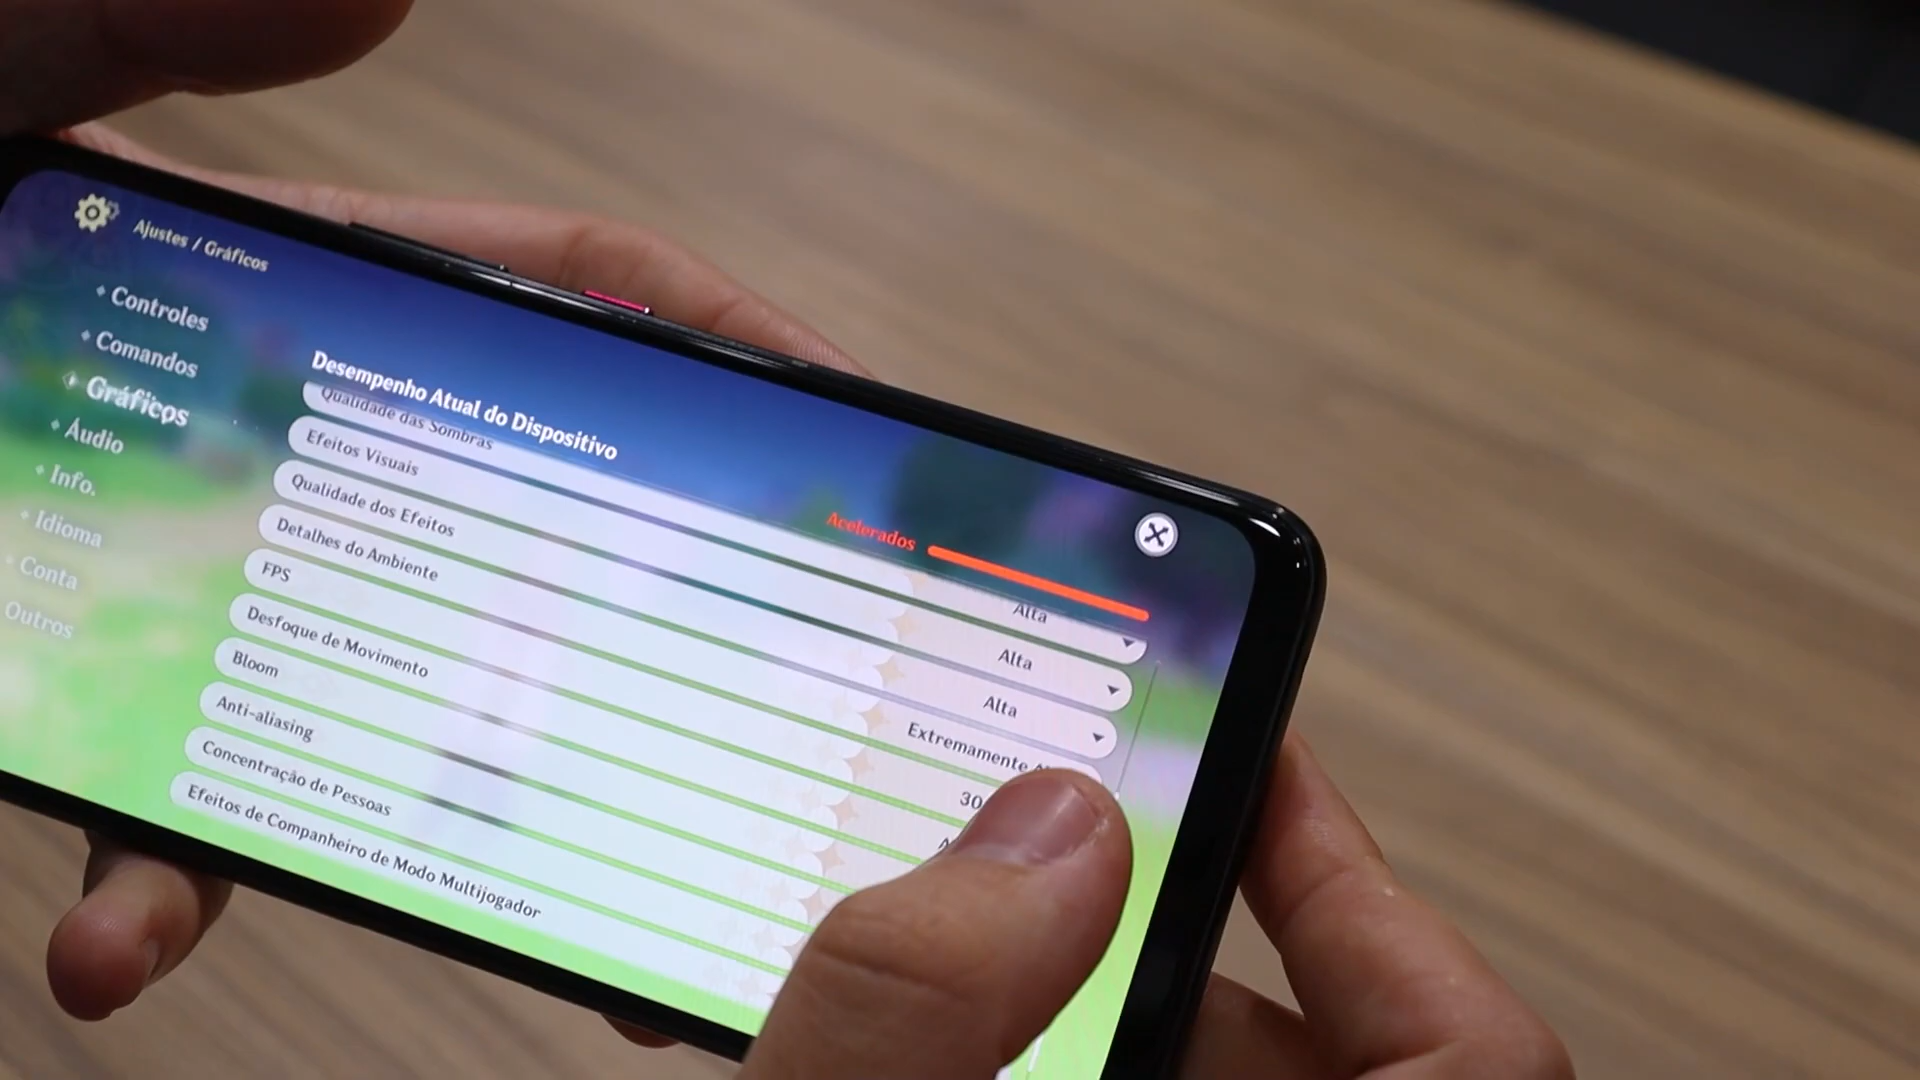 Ajustes / Gráficos
Controles
Comandos
Gráficos
Áudio
Info.
Idioma
Conta
Outros
Desempenho Atual do Dispositivo
Acelerados
Qualidade das Sombras
Alta
Efeitos Visuais
Alta
Qualidade dos Efeitos
Alta
Detalhes do Ambiente
Extremamente
FPS
30
Desfoque de Movimento
Bloom
Anti-aliasing
Concentração de Pessoas
Efeitos de Companheiro de Modo Multijogador